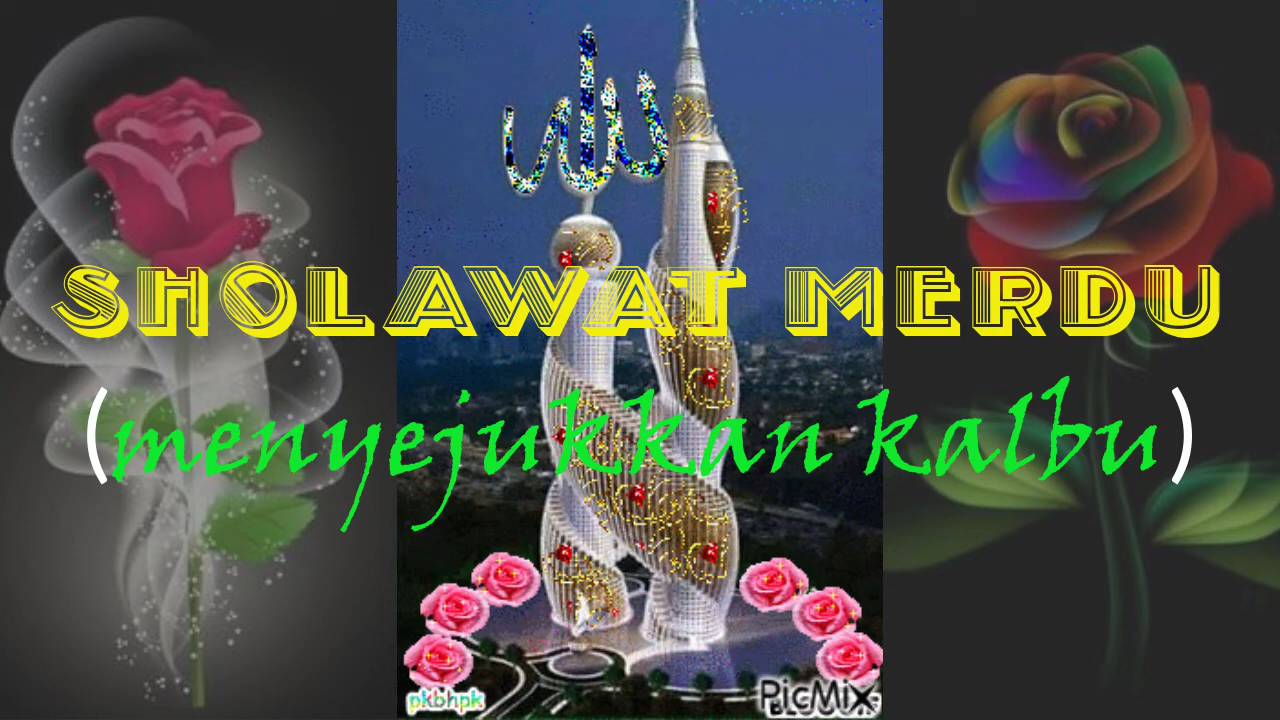 الله
SHOLAWAT MERDU
(menyejukkan kalbu)
pkbhpk
PicMix